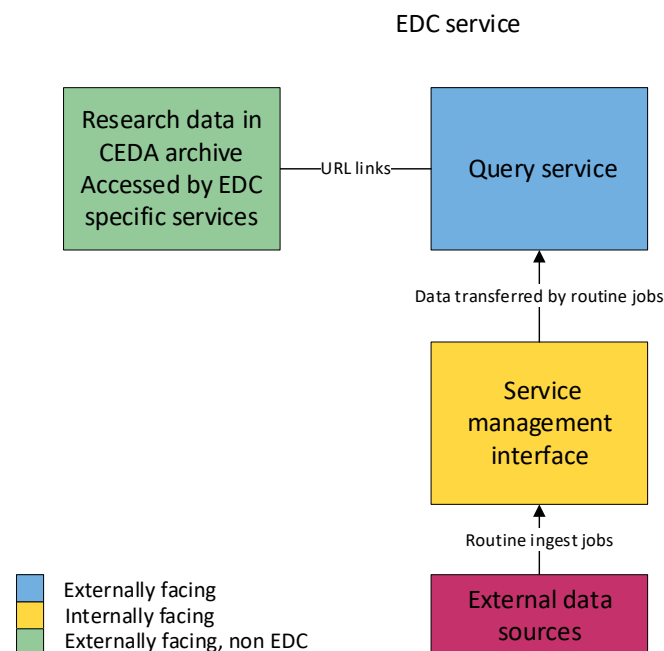 EDC service
Research data in
CEDA archive
Accessed by EDC
specific services
URL links
Query service
Data transferred by routine jobs
Service
management
interface
Routine ingest jobs
External data
sources
Externally facing
Internally facing
Externally facing, non EDC